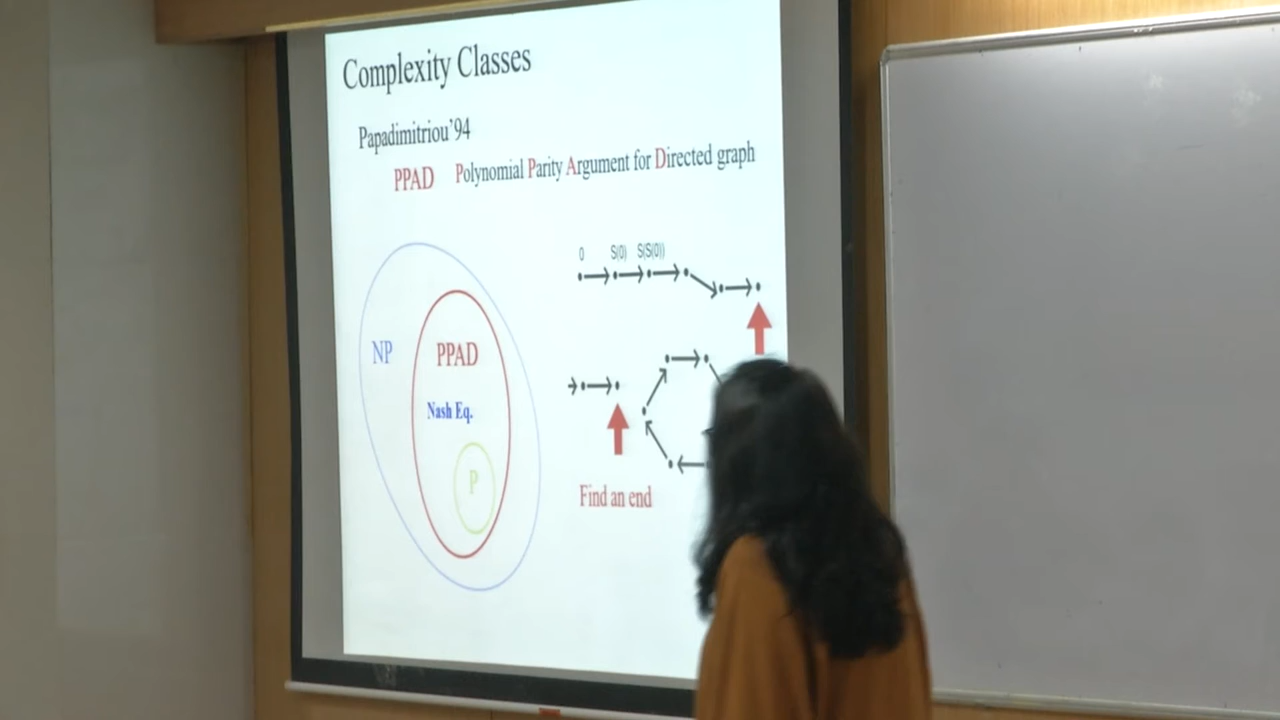 Complexity Classes
Papadimitriou'94
PPAD Polynomial Parity Argument for Directed graph
0 S(0) S(S(0))
NP PPAD
Nash Eq.
P
Find an end